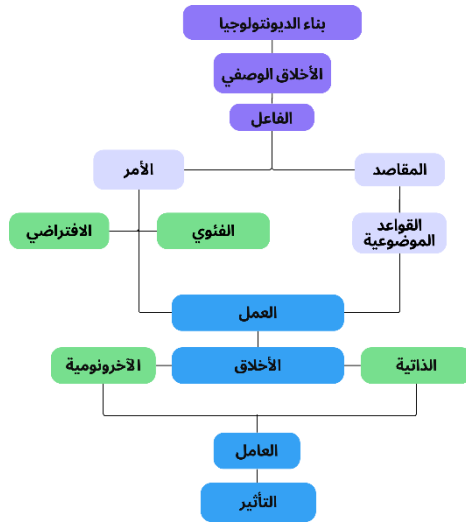 بناء الديونتولوجيا
الأخلاق الوصفي
الفاعل
المقاصد
الأمر
القواعد
الموضوعية
الفئوي
الافتراضي
العمل
الذاتية
الأخلاق
الآخرونومية
العامل
التأثير